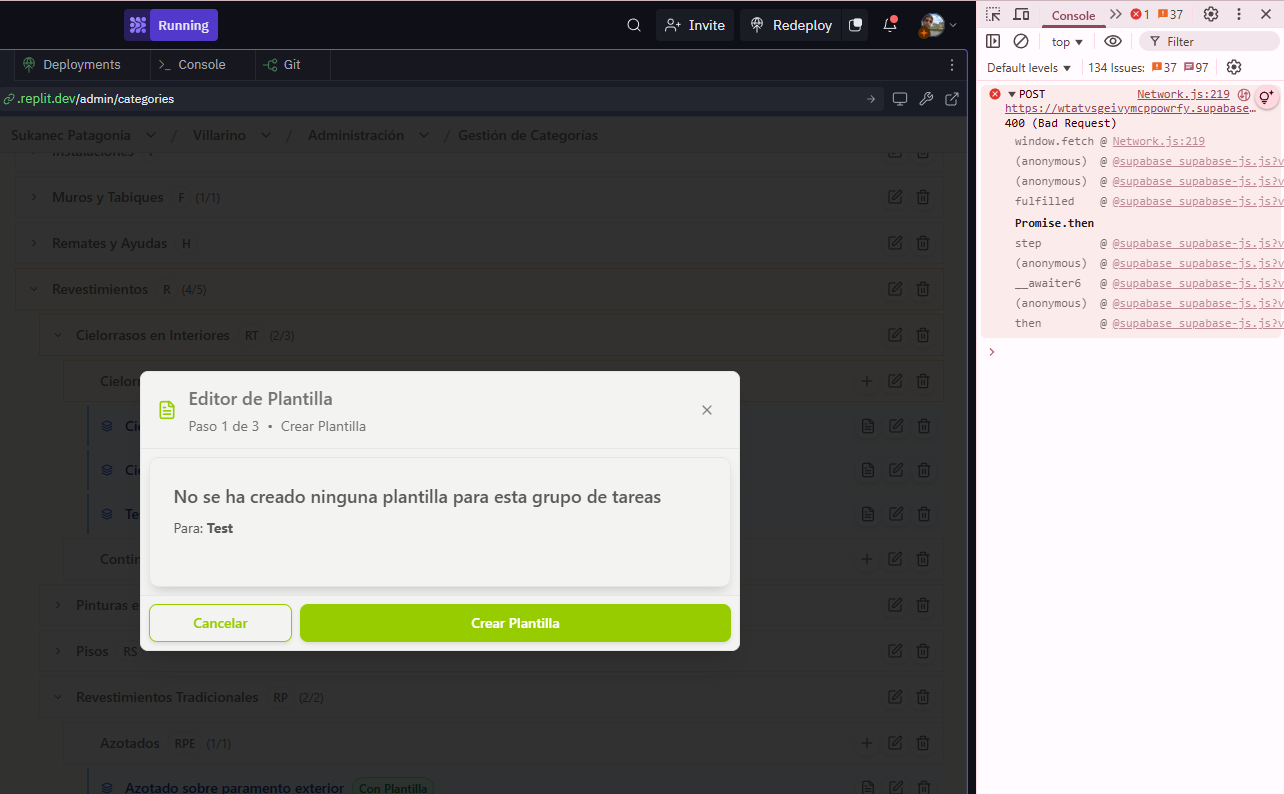 Running
Invite
Redeploy
Deployments
Console
Git
.replit.dev/admin/categories
Sukanec Patagonia / Villarino / Administración / Gestión de Categorías
Instalaciones
Muros y Tabiques F (1/1)
Remates y Ayudas H
Revestimientos R (4/5)
Cielorrasos en Interiores RT (2/3)
Cielorr
Editor de Plantilla
Paso 1 de 3 • Crear Plantilla
No se ha creado ninguna plantilla para esta grupo de tareas
Para: Test
Cancelar
Crear Plantilla
Cie
Cie
Te
Contin
Pinturas e
Pisos RS
Revestimientos Tradicionales RP (2/2)
Azotados RPE (1/1)
Azotado sobre paramento exterior Con Plantilla
Console 1 37
top Filter
Default levels 134 Issues: 37 97
POST Network.js:219
https://wtatvsgeivymcppowrfy.supabase…
400 (Bad Request)
window.fetch @ Network.js:219
(anonymous) @ @supabase_supabase-js.js?v
(anonymous) @ @supabase_supabase-js.js?v
fulfilled @ @supabase_supabase-js.js?v
Promise.then
step @ @supabase_supabase-js.js?v
(anonymous) @ @supabase_supabase-js.js?v
__awaiter6 @ @supabase_supabase-js.js?v
(anonymous) @ @supabase_supabase-js.js?v
then @ @supabase_supabase-js.js?v